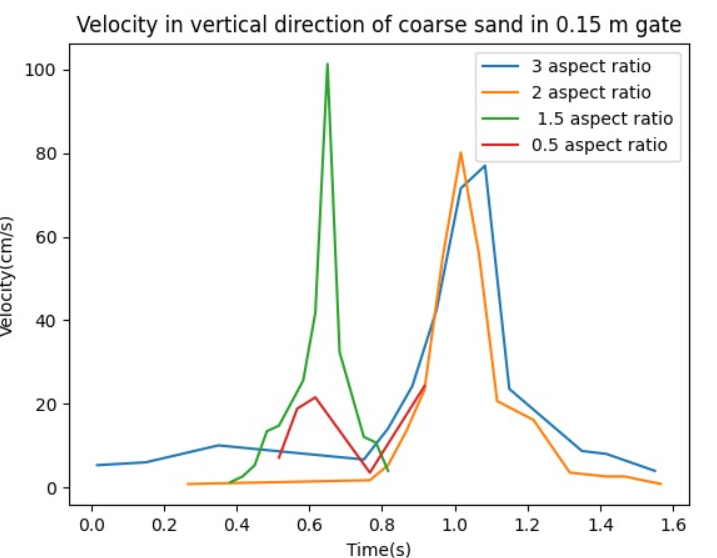 Velocity in vertical direction of coarse sand in 0.15 m gate
3 aspect ratio
2 aspect ratio
1.5 aspect ratio
0.5 aspect ratio
Velocity(cm/s)
100
80
60
40
20
0
0.0 0.2 0.4 0.6 0.8 1.0 1.2 1.4 1.6
Time(s)